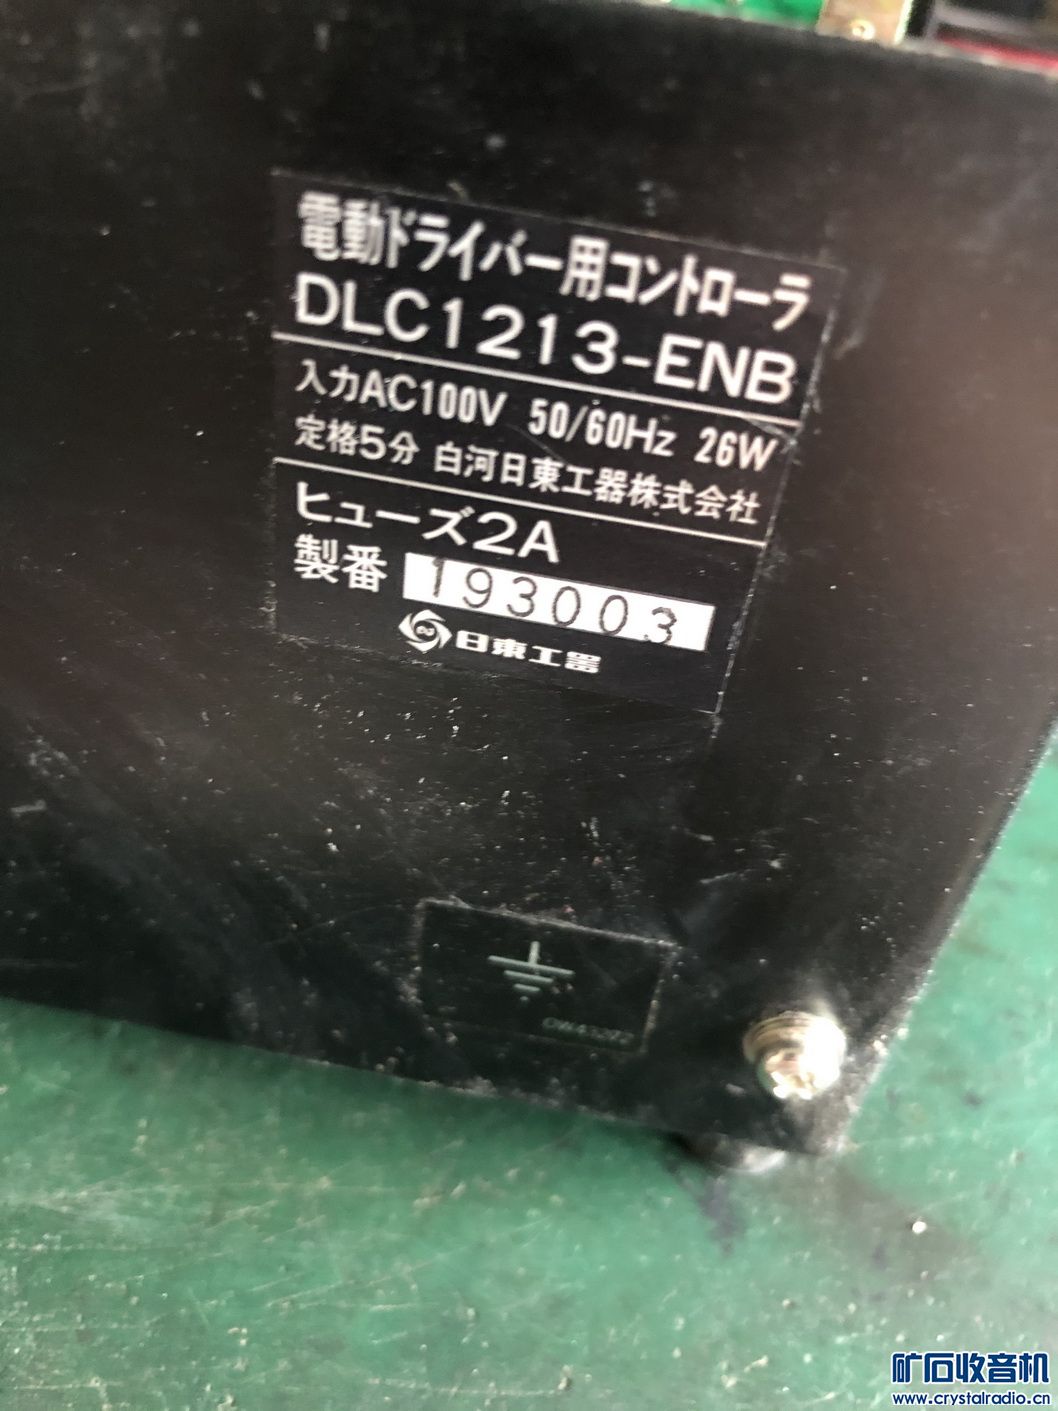 電動ドライバー用コントローラ
DLC1213-ENB
入力AC100V 50/60Hz 26W
定格5分 白河日東工器株式会社
ヒューズ2A
製番 193003
日東工器
矿石收音机
www.crystalradio.cn